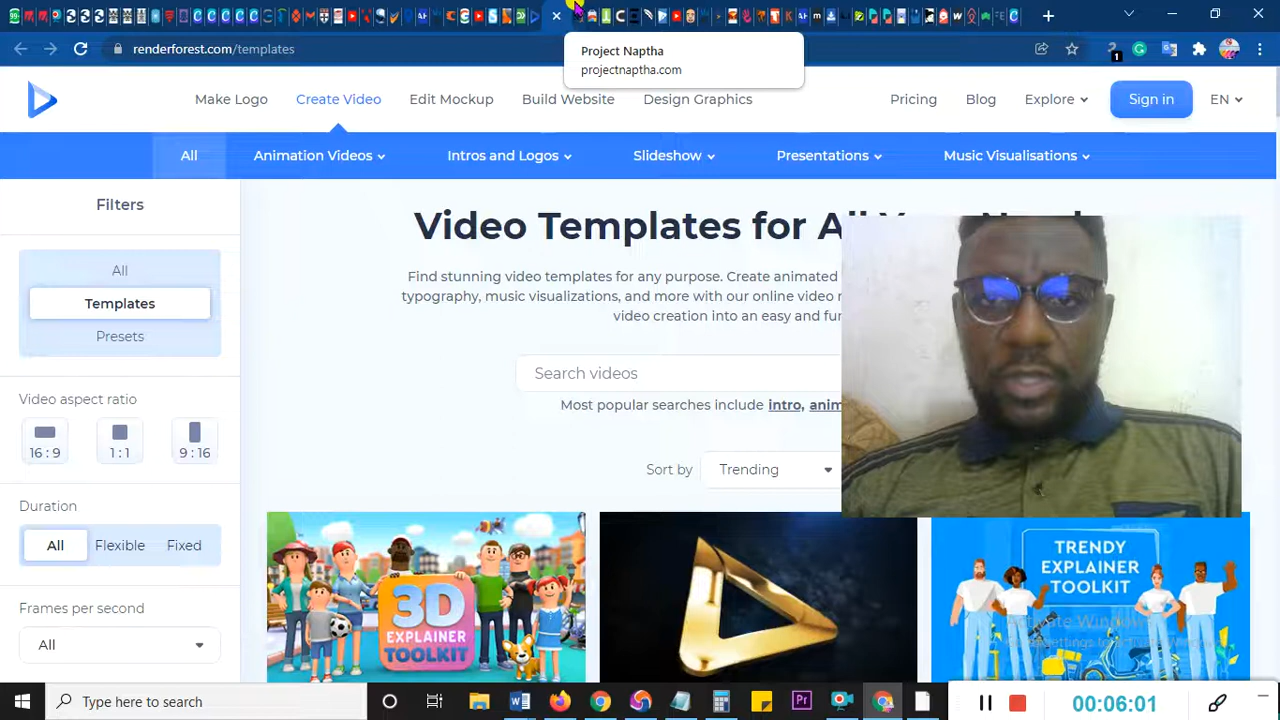 renderforest.com/templates
1
Project Naptha
projectnaptha.com
Make Logo
Create Video
Edit Mockup
Build Website
Design Graphics
Pricing
Blog
Explore
Sign in
EN
All
Animation Videos
Intros and Logos
Slideshow
Presentations
Music Visualisations
Filters
All
Templates
Presets
Video aspect ratio
16:9
1:1
9:16
Duration
All
Flexible
Fixed
Frames per second
All
Video Templates for All
Find stunning video templates for any purpose. Create animated
typography, music visualizations, and more with our online video
video creation into an easy and
Search videos
Most popular searches include intro,
Sort by
Trending
3D
EXPLAINER
TOOLKIT
TRENDY
EXPLAINER
TOOLKIT
Activate Windows
Type here to search
W
Pr
00:06:01